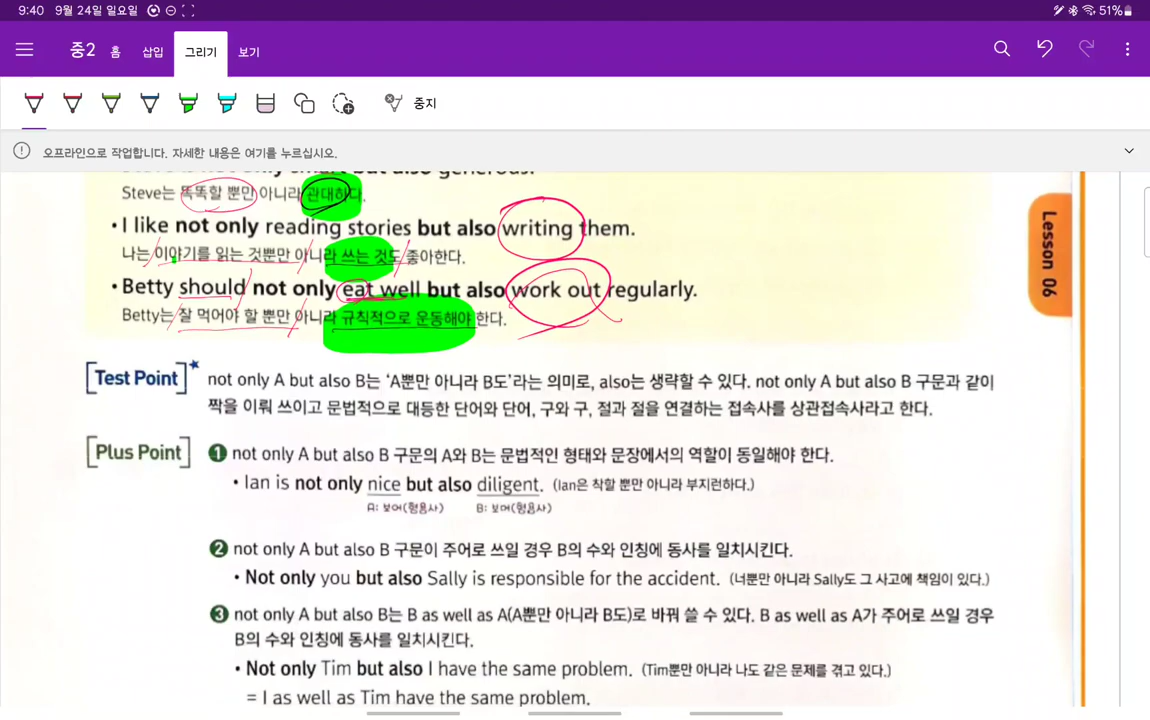 9:40 9월 24일 일요일 51%
중2 홈 삽입 그리기 보기
중지
오프라인으로 작업합니다. 자세한 내용은 여기를 누르십시오.
but also generous.
Steve는 똑똑할 뿐만 아니라 관대하다.
• I like not only reading stories but also writing them.
나는 이야기를 읽는 것뿐만 아니라 쓰는 것도 좋아한다.
• Betty should not only eat well but also work out regularly.
Betty는 잘 먹어야 할 뿐만 아니라 규칙적으로 운동해야 한다.
Lesson 06
[Test Point]★ not only A but also B는 ‘A뿐만 아니라 B도’라는 의미로, also는 생략할 수 있다. not only A but also B 구문과 같이
짝을 이뤄 쓰이고 문법적으로 대등한 단어와 단어, 구와 구, 절과 절을 연결하는 접속사를 상관접속사라고 한다.
[Plus Point] ❶ not only A but also B 구문의 A와 B는 문법적인 형태와 문장에서의 역할이 동일해야 한다.
• Ian is not only nice but also diligent. (Ian은 착할 뿐만 아니라 부지런하다.)
A: 보어(형용사) B: 보어(형용사)
❷ not only A but also B 구문이 주어로 쓰일 경우 B의 수와 인칭에 동사를 일치시킨다.
• Not only you but also Sally is responsible for the accident. (너뿐만 아니라 Sally도 그 사고에 책임이 있다.)
❸ not only A but also B는 B as well as A(A뿐만 아니라 B도)로 바꿔 쓸 수 있다. B as well as A가 주어로 쓰일 경우
B의 수와 인칭에 동사를 일치시킨다.
• Not only Tim but also I have the same problem. (Tim뿐만 아니라 나도 같은 문제를 겪고 있다.)
= I as well as Tim have the same problem.